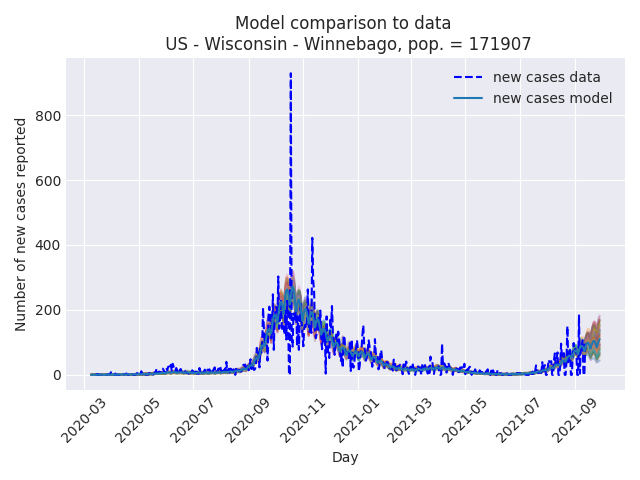 Model comparison to data
US - Wisconsin - Winnebago, pop. = 171907
new cases data
new cases model
Number of new cases reported
800
600
400
200
0
2020-03
2020-05
2020-07
2020-09
2020-11
2021-01
2021-03
2021-05
2021-07
2021-09
Day